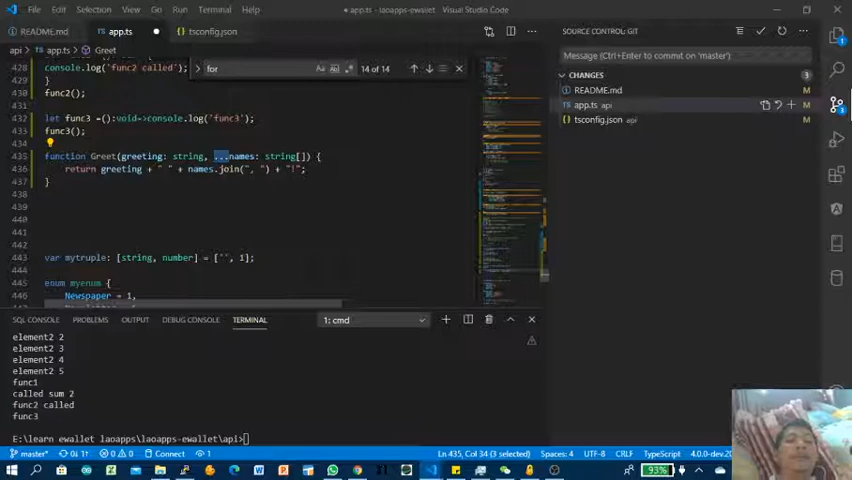 File Edit Selection View Go Run Terminal Help
app.ts - laoapps-ewallet - Visual Studio Code
README.md
app.ts
tsconfig.json
SOURCE CONTROL: GIT
api > app.ts > Greet
for
14 of 14
Message (Ctrl+Enter to commit on 'master')
CHANGES
3
README.md
M
app.ts api
M
tsconfig.json api
M
428
console.log('func2 called');
429
}
430
func2();
431
432
let func3 =():void=>console.log('func3');
433
func3();
434
435
function Greet(greeting: string, ...names: string[]) {
436
return greeting + " " + names.join(", ") + "!";
437
}
438
439
440
441
442
443
var mytruple: [string, number] = ["", 1];
444
445
enum myenum {
446
Newspaper = 1,
SQL CONSOLE PROBLEMS OUTPUT DEBUG CONSOLE TERMINAL
1: cmd
element2 2
element2 3
element2 4
element2 5
func1
called sum 2
func2 called
func3
E:\learn ewallet laoapps\laoapps-ewallet\api>
master*
0 0
Connect
1
Ln 435, Col 34 (3 selected)
Spaces: 4
UTF-8
CRLF
TypeScript
4.0.0-dev.20
93%